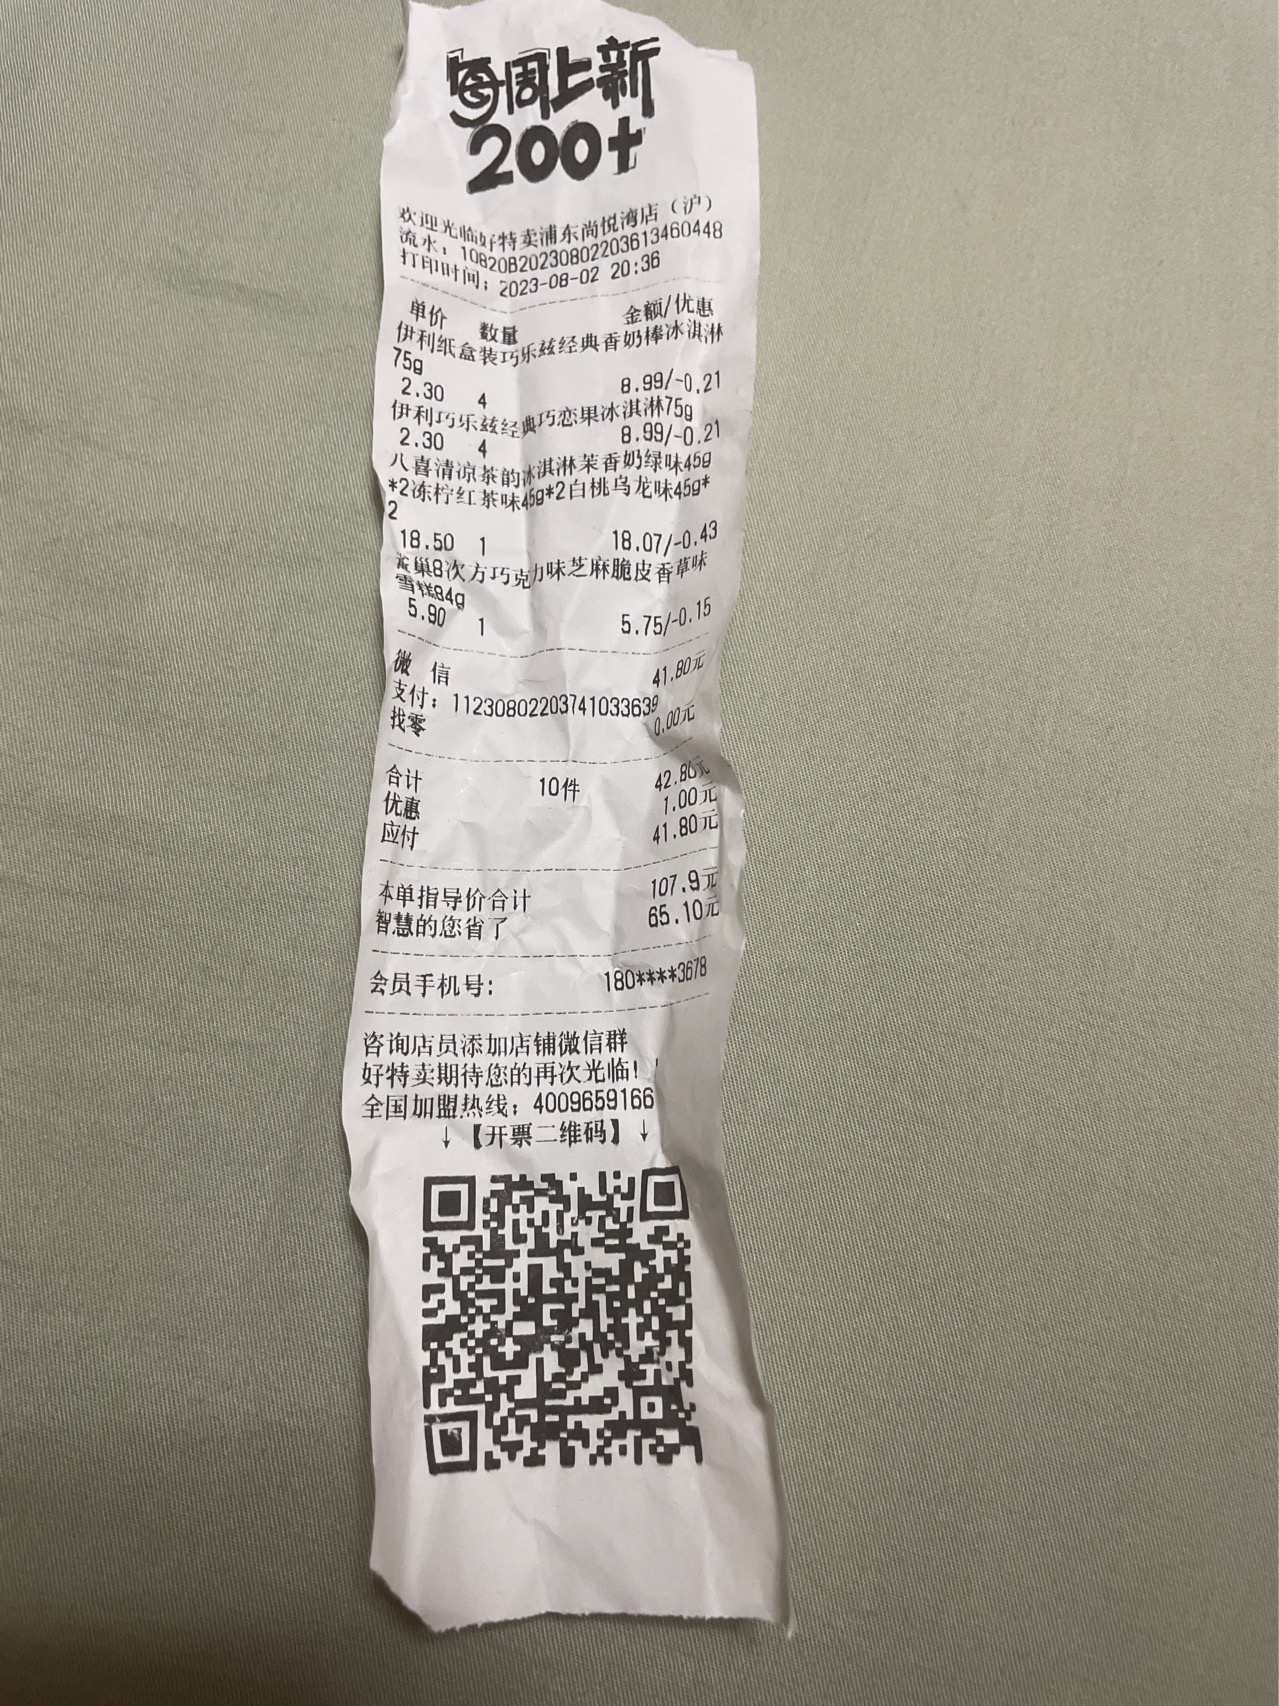 每周上新
200+
欢迎光临好特卖浦东尚悦湾店（沪）
流水：10820B20230802203613460448
打印时间：2023-08-02 20:36
单价 数量 金额/优惠
伊利纸盒装巧乐兹经典香奶棒冰淇淋
75g
2.30 4 8.99/-0.21
伊利巧乐兹经典巧恋果冰淇淋75g
2.30 4 8.99/-0.21
八喜清凉茶韵冰淇淋茉香奶绿味45g
*2冻柠红茶味45g*2白桃乌龙味45g*
2
18.50 1 18.07/-0.43
雀巢8次方巧克力味芝麻脆皮香草味
雪糕84g
5.90 1 5.75/-0.15
微 信 41.80元
支付：112308022037410336​39
找零 0.00元
合计 10件 42.80元
优惠 1.00元
应付 41.80元
本单指导价合计 107.9元
智慧的您省了 65.10元
会员手机号: 180****3678
咨询店员添加店铺微信群
好特卖期待您的再次光临！
全国加盟热线：4009659166
↓【开票二维码】↓